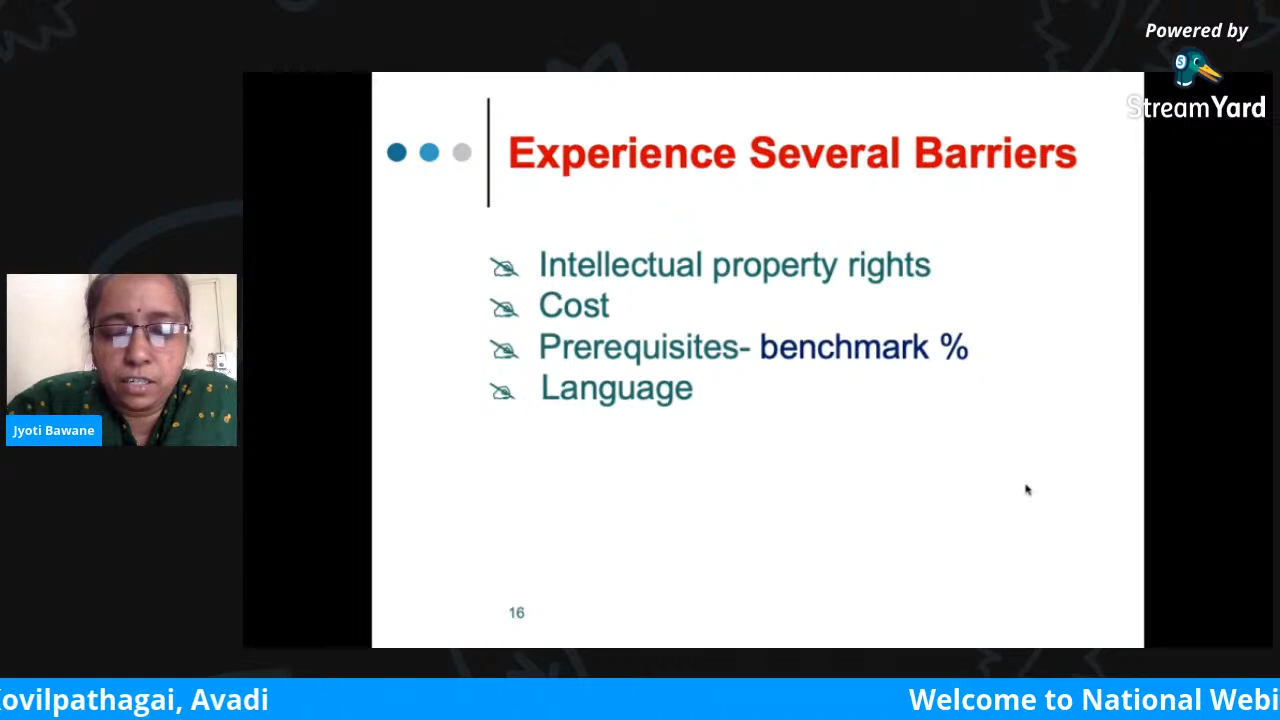 Powered by
StreamYard
Experience Several Barriers
Intellectual property rights
Cost
Prerequisites- benchmark %
Language
Jyoti Bawane
16
ovilpathagai, Avadi
Welcome to National Webi